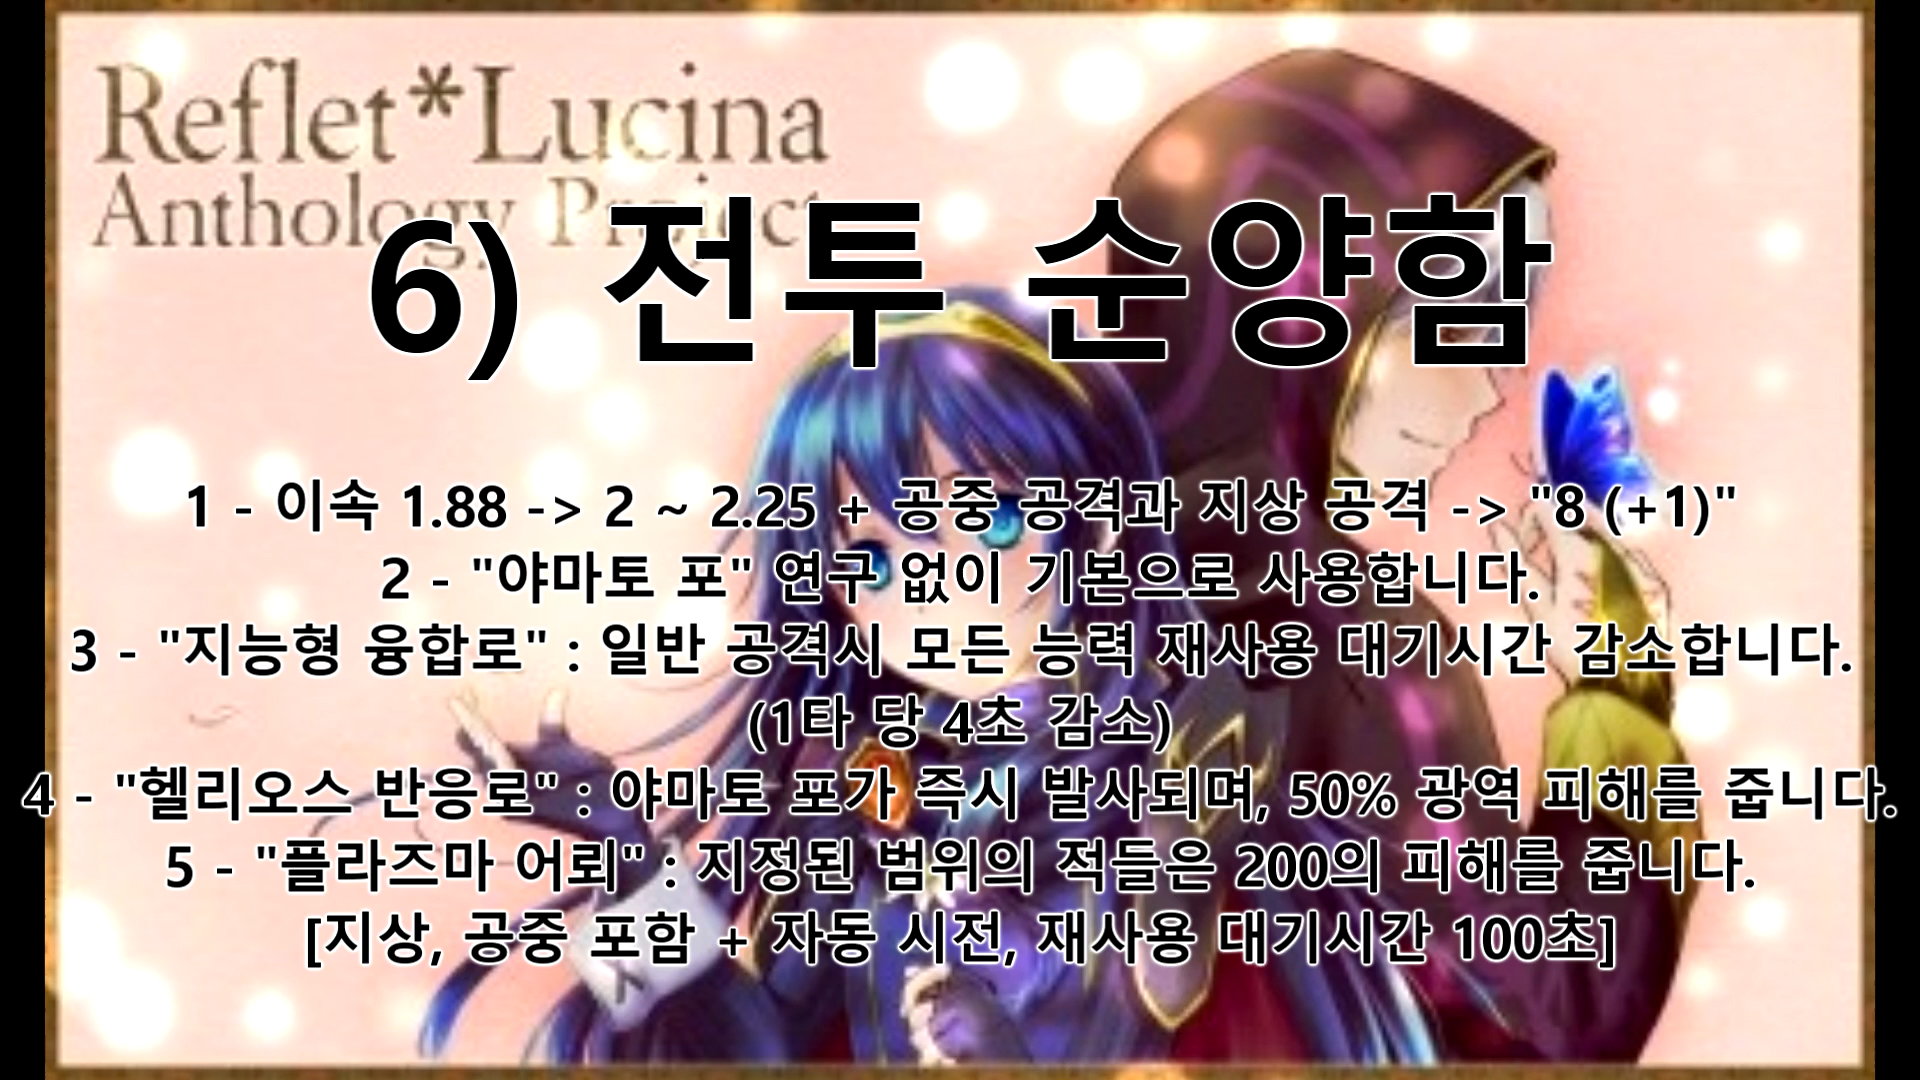 Reflet*Lucina
Anthology Project
6) 전투 순양함
1 - 이속 1.88 -> 2 ~ 2.25 + 공중 공격과 지상 공격 -> "8 (+1)"
2 - "야마토 포" 연구 없이 기본으로 사용합니다.
3 - "지능형 융합로" : 일반 공격시 모든 능력 재사용 대기시간 감소합니다.
(1타 당 4초 감소)
4 - "헬리오스 반응로" : 야마토 포가 즉시 발사되며, 50% 광역 피해를 줍니다.
5 - "플라즈마 어뢰" : 지정된 범위의 적들은 200의 피해를 줍니다.
[지상, 공중 포함 + 자동 시전, 재사용 대기시간 100초]